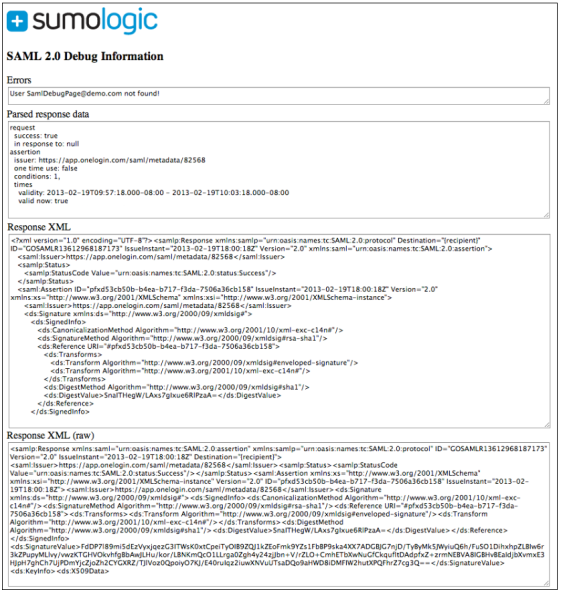 sumologic
SAML 2.0 Debug Information
Errors
User SamlDebugPage@demo.com not found!
Parsed response data
request
success: true
in response to: null
assertion
issuer: https://app.onelogin.com/saml/metadata/82568
one time use: false
conditions: 1,
times
validity: 2013-02-19T09:57:18.000-08:00 - 2013-02-19T10:03:18.000-08:00
valid now: true
Response XML
<?xml version="1.0" encoding="UTF-8"?> <samlp:Response xmlns:samlp="urn:oasis:names:tc:SAML:2.0:protocol" Destination="{recipient}"
ID="GOSAMLR13612968187173" IssueInstant="2013-02-19T18:00:18Z" Version="2.0" xmlns:saml="urn:oasis:names:tc:SAML:2.0:assertion">
<saml:Issuer>https://app.onelogin.com/saml/metadata/82568</saml:Issuer>
<samlp:Status>
<samlp:StatusCode Value="urn:oasis:names:tc:SAML:2.0:status:Success"/>
</samlp:Status>
<saml:Assertion ID="pfxd53cb50b-b4ea-b717-f3da-7506a36cb158" IssueInstant="2013-02-19T18:00:18Z" Version="2.0"
xmlns:xs="http://www.w3.org/2001/XMLSchema" xmlns:xsi="http://www.w3.org/2001/XMLSchema-instance">
<saml:Issuer>https://app.onelogin.com/saml/metadata/82568</saml:Issuer>
<ds:Signature xmlns:ds="http://www.w3.org/2000/09/xmldsig#">
<ds:SignedInfo>
<ds:CanonicalizationMethod Algorithm="http://www.w3.org/2001/10/xml-exc-c14n#"/>
<ds:SignatureMethod Algorithm="http://www.w3.org/2000/09/xmldsig#rsa-sha1"/>
<ds:Reference URI="#pfxd53cb50b-b4ea-b717-f3da-7506a36cb158">
<ds:Transforms>
<ds:Transform Algorithm="http://www.w3.org/2000/09/xmldsig#enveloped-signature"/>
<ds:Transform Algorithm="http://www.w3.org/2001/10/xml-exc-c14n#"/>
</ds:Transforms>
<ds:DigestMethod Algorithm="http://www.w3.org/2000/09/xmldsig#sha1"/>
<ds:DigestValue>SnaITHegW/LAxs7glxue6RIPzaA=</ds:DigestValue>
</ds:Reference>
</ds:SignedInfo>
Response XML (raw)
<samlp:Response xmlns:saml="urn:oasis:names:tc:SAML:2.0:assertion" xmlns:samlp="urn:oasis:names:tc:SAML:2.0:protocol" ID="GOSAMLR13612968187173"
Version="2.0" IssueInstant="2013-02-19T18:00:18Z" Destination="{recipient}">
<saml:Issuer>https://app.onelogin.com/saml/metadata/82568</saml:Issuer> <samlp:Status> <samlp:StatusCode
Value="urn:oasis:names:tc:SAML:2.0:status:Success"/></samlp:Status> <saml:Assertion xmlns:xs="http://www.w3.org/2001/XMLSchema"
xmlns:xsi="http://www.w3.org/2001/XMLSchema-instance" Version="2.0" ID="pfxd53cb50b-b4ea-b717-f3da-7506a36cb158" IssueInstant="2013-02-
19T18:00:18Z"> <saml:Issuer>https://app.onelogin.com/saml/metadata/82568</saml:Issuer> <ds:Signature
xmlns:ds="http://www.w3.org/2000/09/xmldsig#"> <ds:SignedInfo> <ds:CanonicalizationMethod Algorithm="http://www.w3.org/2001/10/xml-exc-
c14n#"/> <ds:SignatureMethod Algorithm="http://www.w3.org/2000/09/xmldsig#rsa-sha1"/> <ds:Reference URI="#pfxd53cb50b-b4ea-b717-f3da-
7506a36cb158"> <ds:Transforms> <ds:Transform Algorithm="http://www.w3.org/2000/09/xmldsig#enveloped-signature"/> <ds:Transform
Algorithm="http://www.w3.org/2001/10/xml-exc-c14n#"/> </ds:Transforms> <ds:DigestMethod
Algorithm="http://www.w3.org/2000/09/xmldsig#sha1"/> <ds:DigestValue>SnaITHegW/LAxs7glxue6RIPzaA=</ds:DigestValue> </ds:Reference>
</ds:SignedInfo>
<ds:KeyInfo> <ds:X509Data>